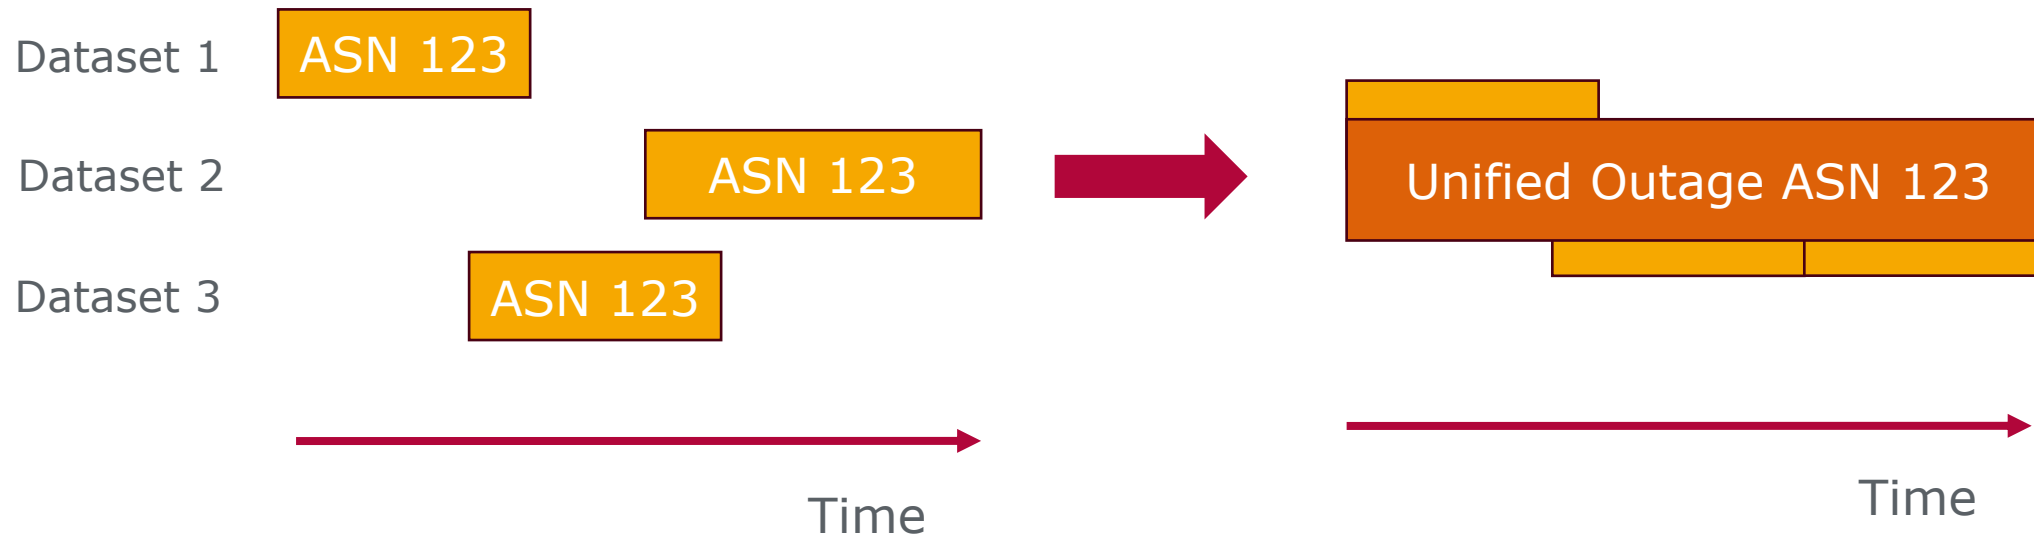 Dataset 1
ASN 123
Dataset 2
ASN 123
Dataset 3
ASN 123
Time
Unified Outage ASN 123
Time